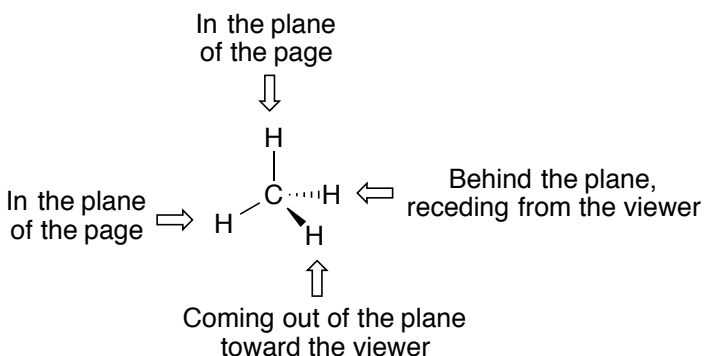 In the plane
of the page
H
C
H
Behind the plane,
receding from the viewer
In the plane
of the page
H
H
Coming out of the plane
toward the viewer